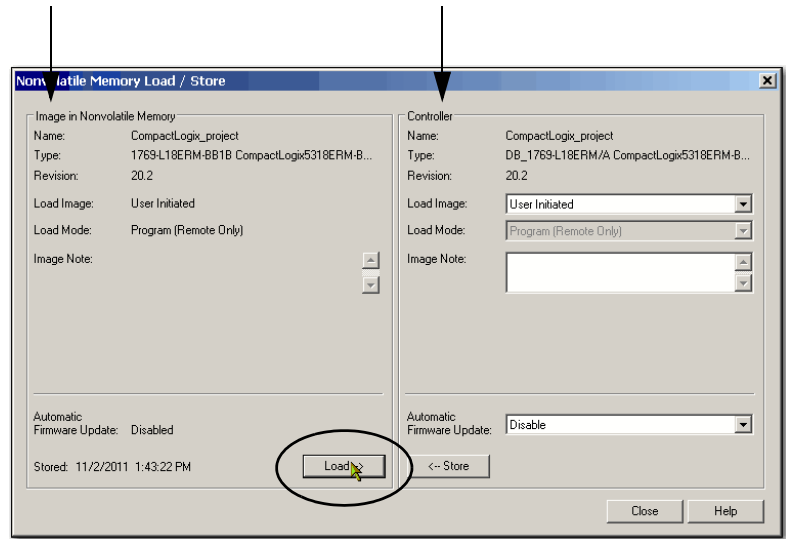 Nonvolatile Memory Load / Store
Image in Nonvolatile Memory
Name: CompactLogix_project
Type: 1769-L18ERM-BB1B CompactLogix5318ERM-B...
Revision: 20.2
Load Image: User Initiated
Load Mode: Program (Remote Only)
Image Note:
Automatic
Firmware Update: Disabled
Stored: 11/2/2011 1:43:22 PM
Load -->
Controller
Name: CompactLogix_project
Type: DB_1769-L18ERM/A CompactLogix5318ERM-B...
Revision: 20.2
Load Image: User Initiated
Load Mode: Program (Remote Only)
Image Note:
Automatic
Firmware Update: Disable
<-- Store
Close
Help